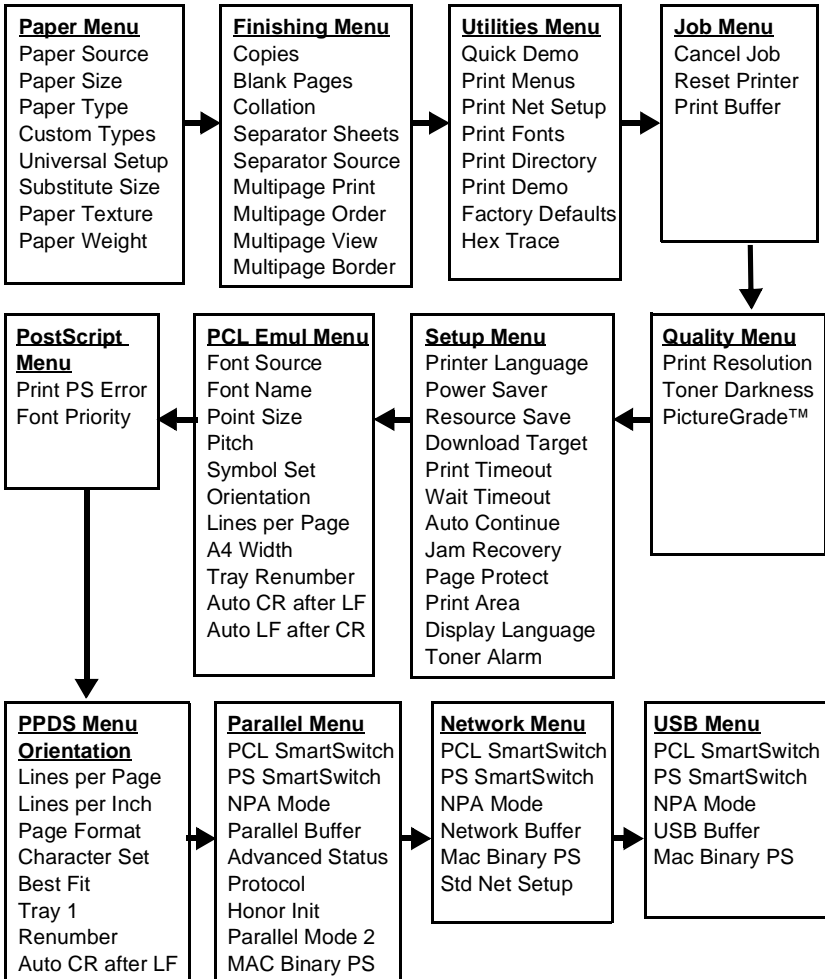 Paper Menu
Paper Source
Paper Size
Paper Type
Custom Types
Universal Setup
Substitute Size
Paper Texture
Paper Weight
Finishing Menu
Copies
Blank Pages
Collation
Separator Sheets
Separator Source
Multipage Print
Multipage Order
Multipage View
Multipage Border
Utilities Menu
Quick Demo
Print Menus
Print Net Setup
Print Fonts
Print Directory
Print Demo
Factory Defaults
Hex Trace
Job Menu
Cancel Job
Reset Printer
Print Buffer
Quality Menu
Print Resolution
Toner Darkness
PictureGrade™
Setup Menu
Printer Language
Power Saver
Resource Save
Download Target
Print Timeout
Wait Timeout
Auto Continue
Jam Recovery
Page Protect
Print Area
Display Language
Toner Alarm
PCL Emul Menu
Font Source
Font Name
Point Size
Pitch
Symbol Set
Orientation
Lines per Page
A4 Width
Tray Renumber
Auto CR after LF
Auto LF after CR
PostScript
Menu
Print PS Error
Font Priority
PPDS Menu
Orientation
Lines per Page
Lines per Inch
Page Format
Character Set
Best Fit
Tray 1
Renumber
Auto CR after LF
Parallel Menu
PCL SmartSwitch
PS SmartSwitch
NPA Mode
Parallel Buffer
Advanced Status
Protocol
Honor Init
Parallel Mode 2
MAC Binary PS
Network Menu
PCL SmartSwitch
PS SmartSwitch
NPA Mode
Network Buffer
Mac Binary PS
Std Net Setup
USB Menu
PCL SmartSwitch
PS SmartSwitch
NPA Mode
USB Buffer
Mac Binary PS